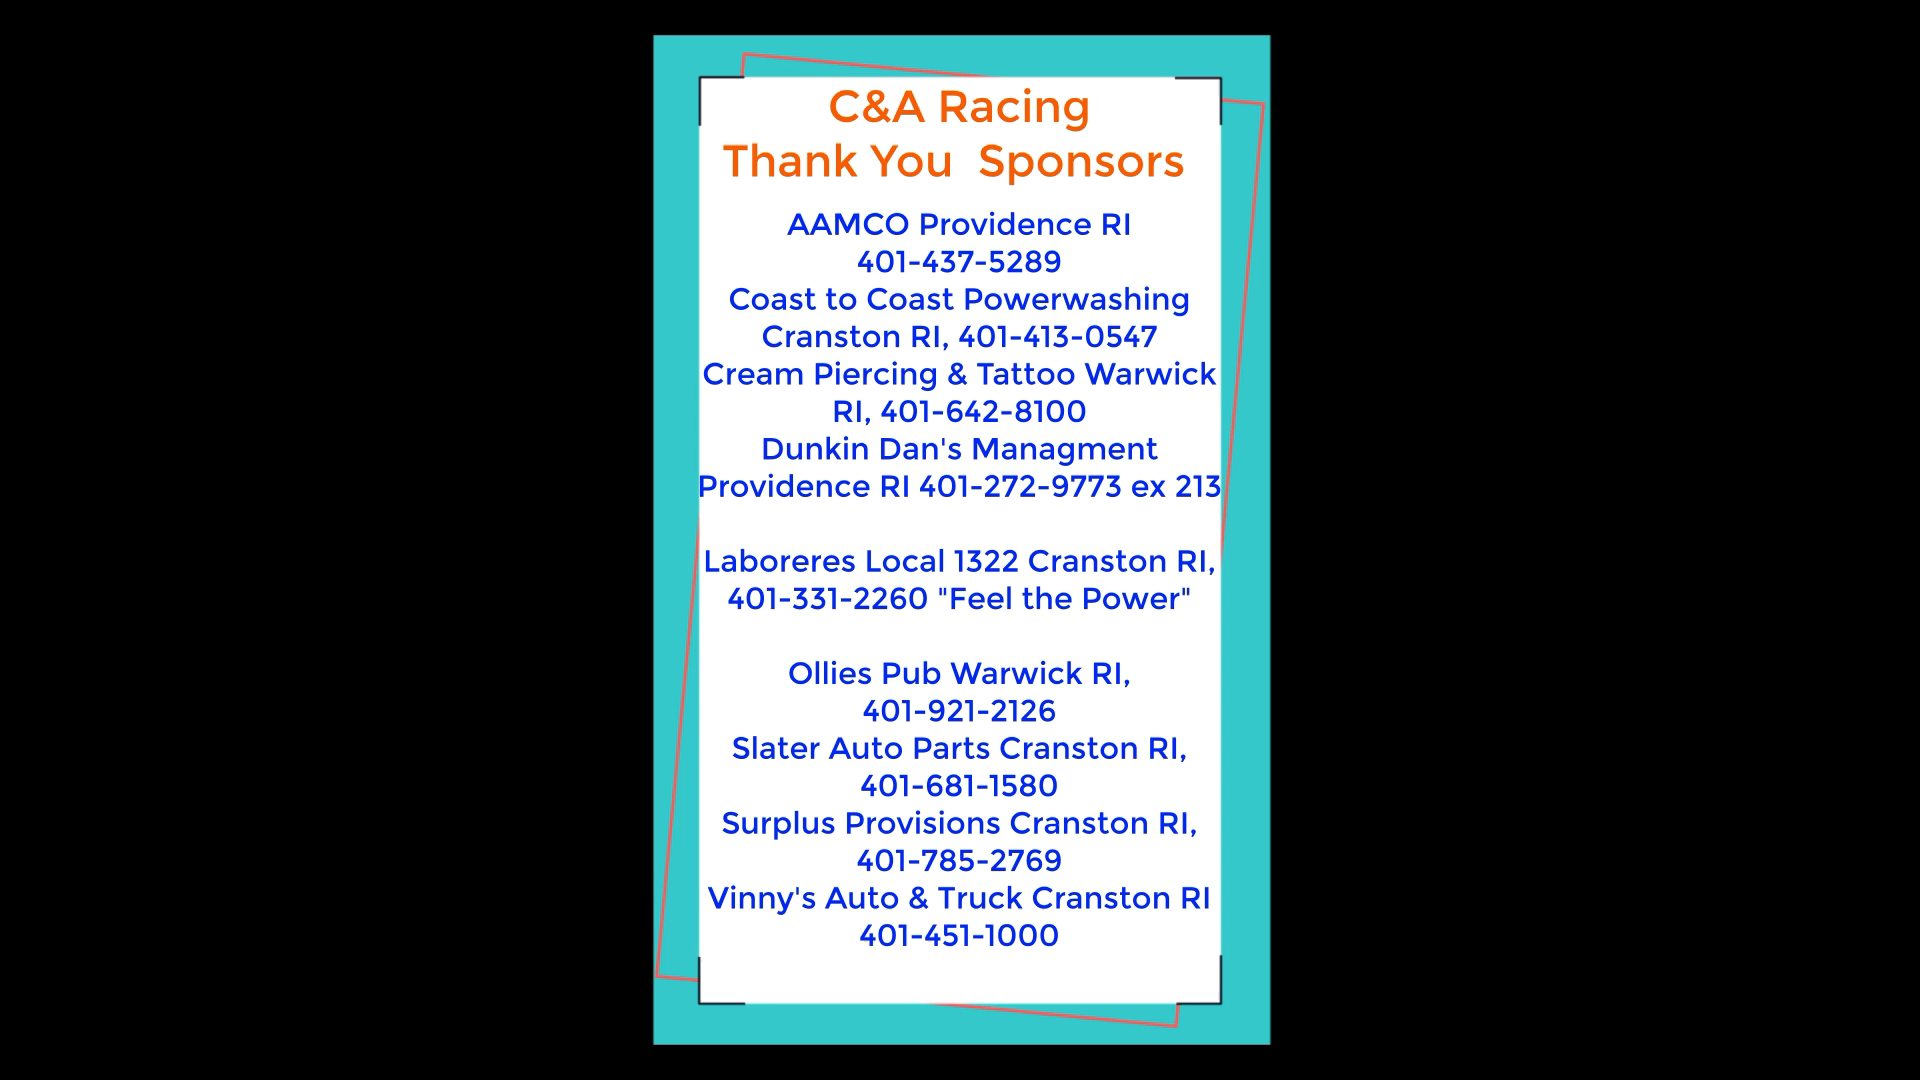 C&A Racing
Thank You  Sponsors
AAMCO Providence RI
401-437-5289
Coast to Coast Powerwashing
Cranston RI, 401-413-0547
Cream Piercing & Tattoo Warwick
RI, 401-642-8100
Dunkin Dan's Managment
Providence RI 401-272-9773 ex 213
Laboreres Local 1322 Cranston RI,
401-331-2260 "Feel the Power"
Ollies Pub Warwick RI,
401-921-2126
Slater Auto Parts Cranston RI,
401-681-1580
Surplus Provisions Cranston RI,
401-785-2769
Vinny's Auto & Truck Cranston RI
401-451-1000